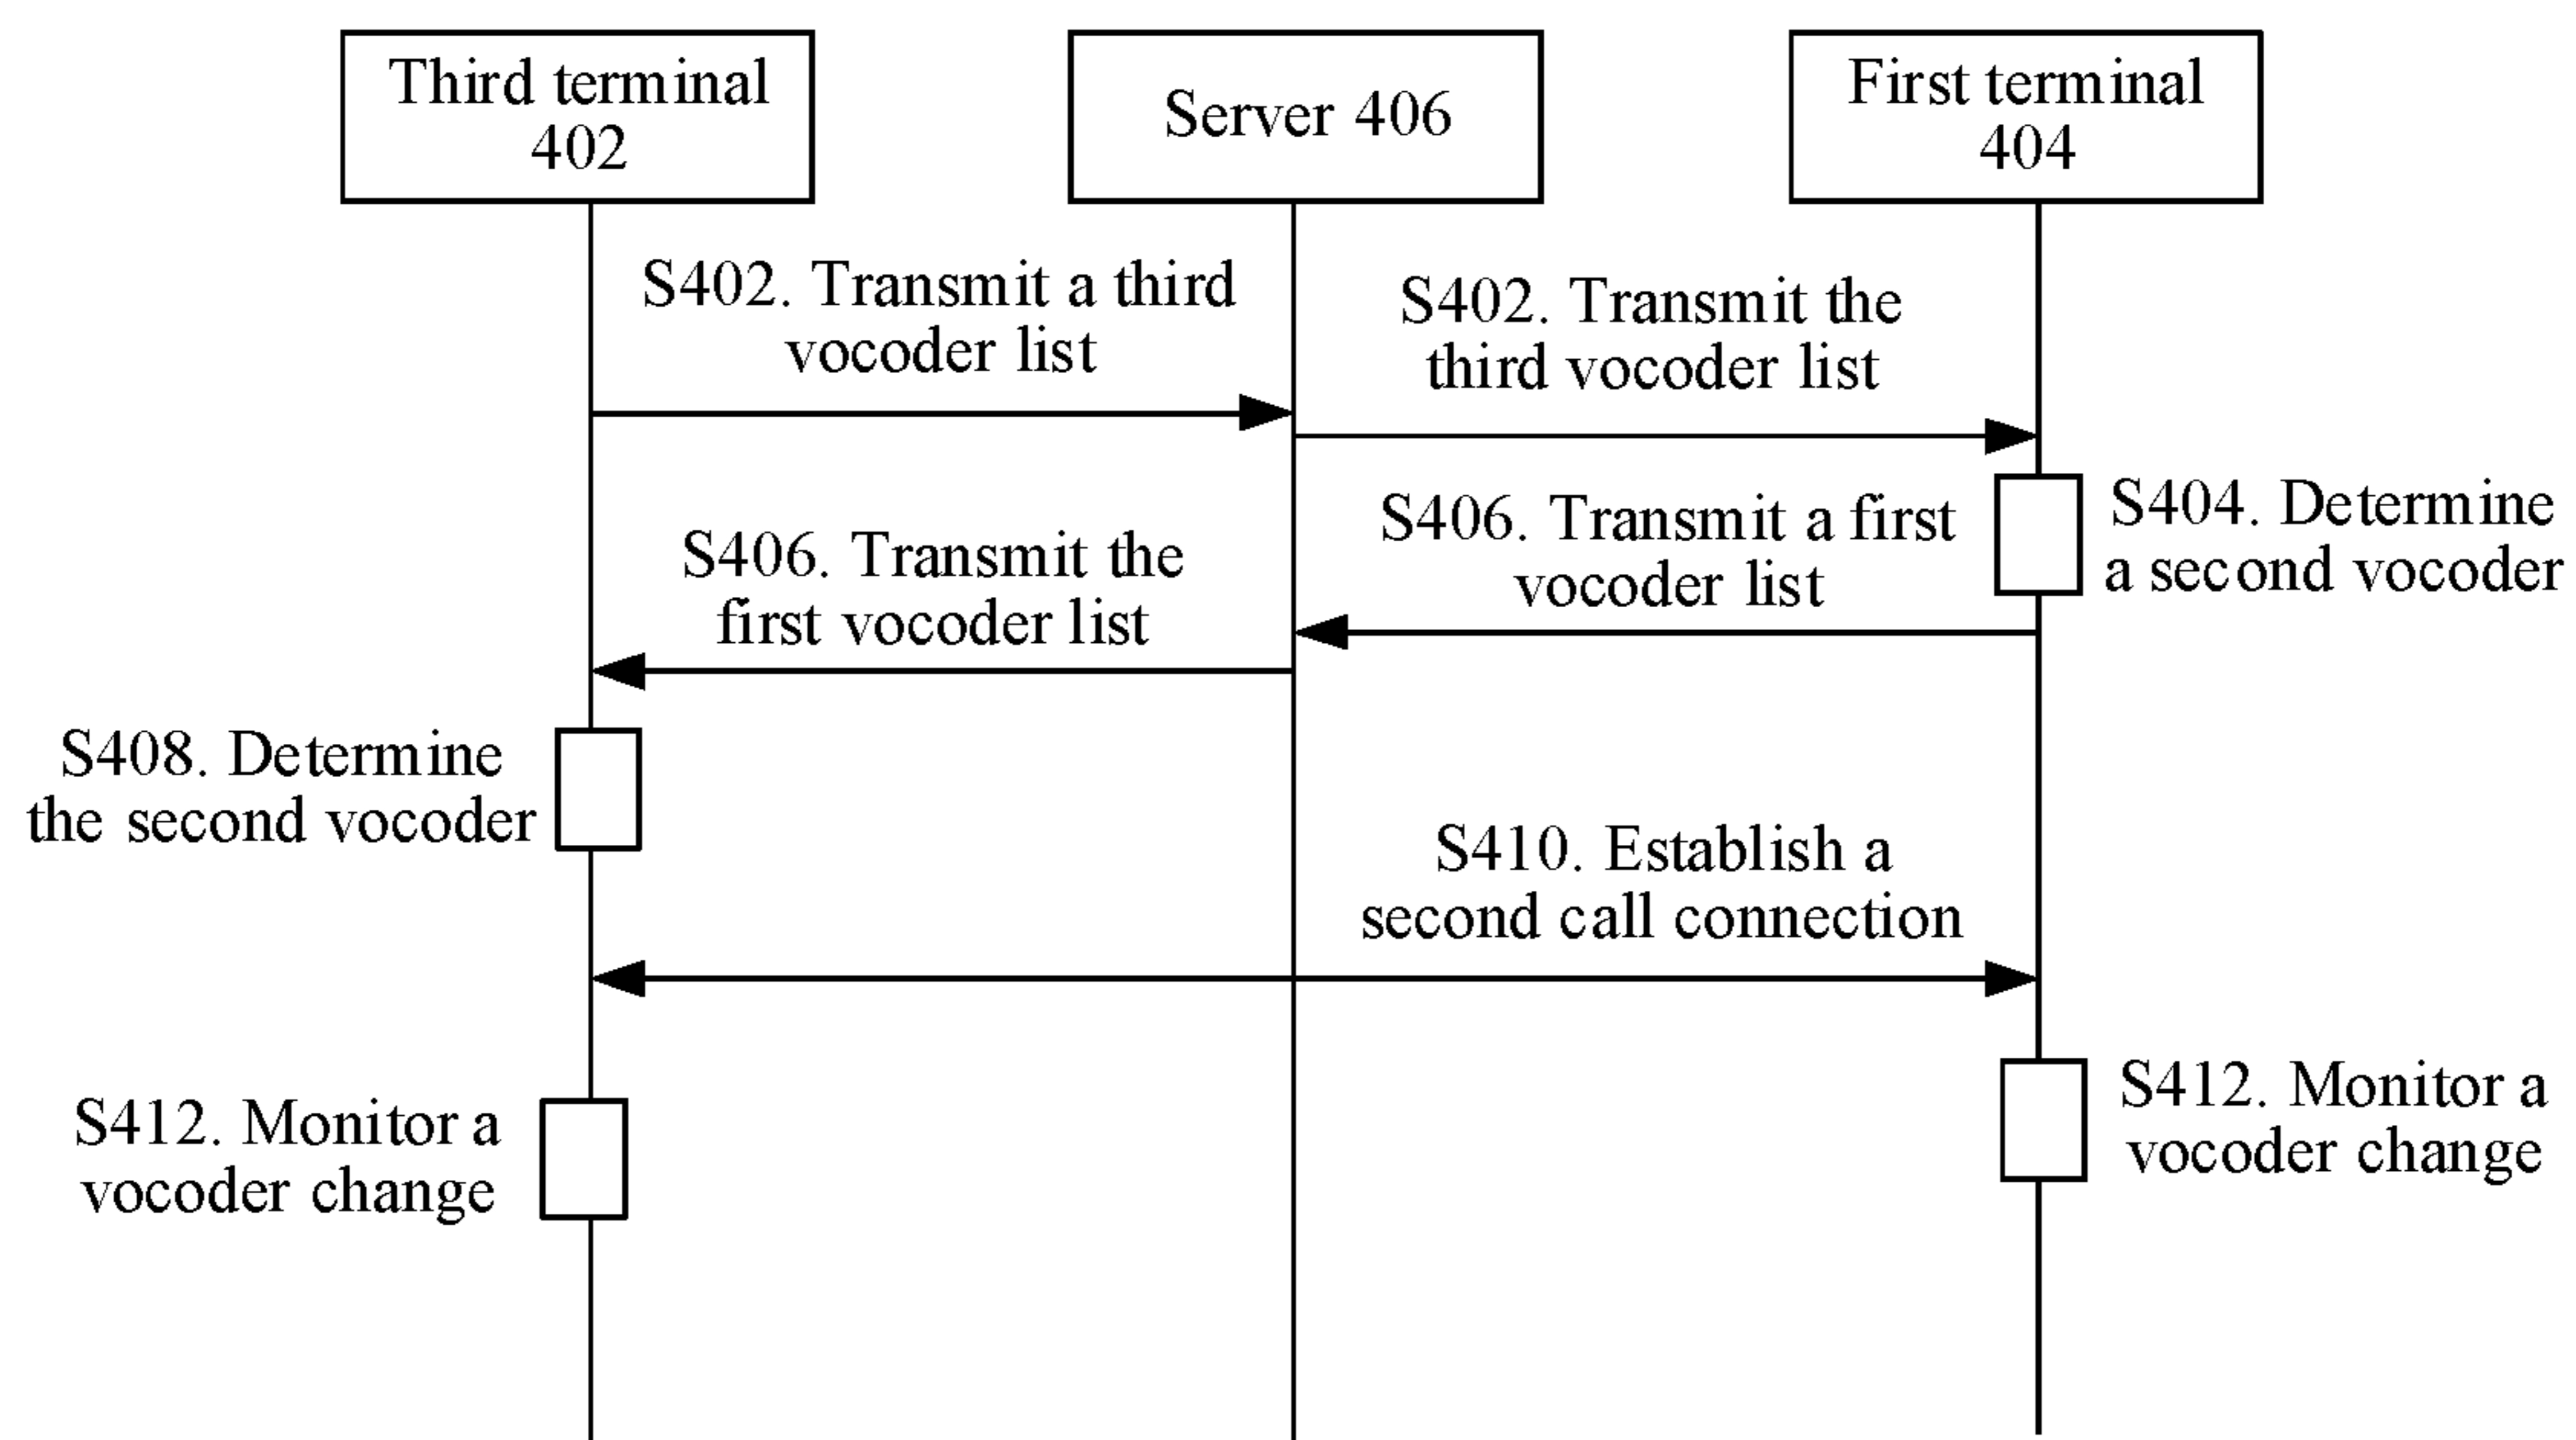 Third terminal
402
Server 406
First terminal
404
S402. Transmit a third
vocoder list
S402. Transmit the
third vocoder list
S404. Determine
a second vocoder
S406. Transmit a first
vocoder list
S406. Transmit the
first vocoder list
S408. Determine
the second vocoder
S410. Establish a
second call connection
S412. Monitor a
vocoder change
S412. Monitor a
vocoder change